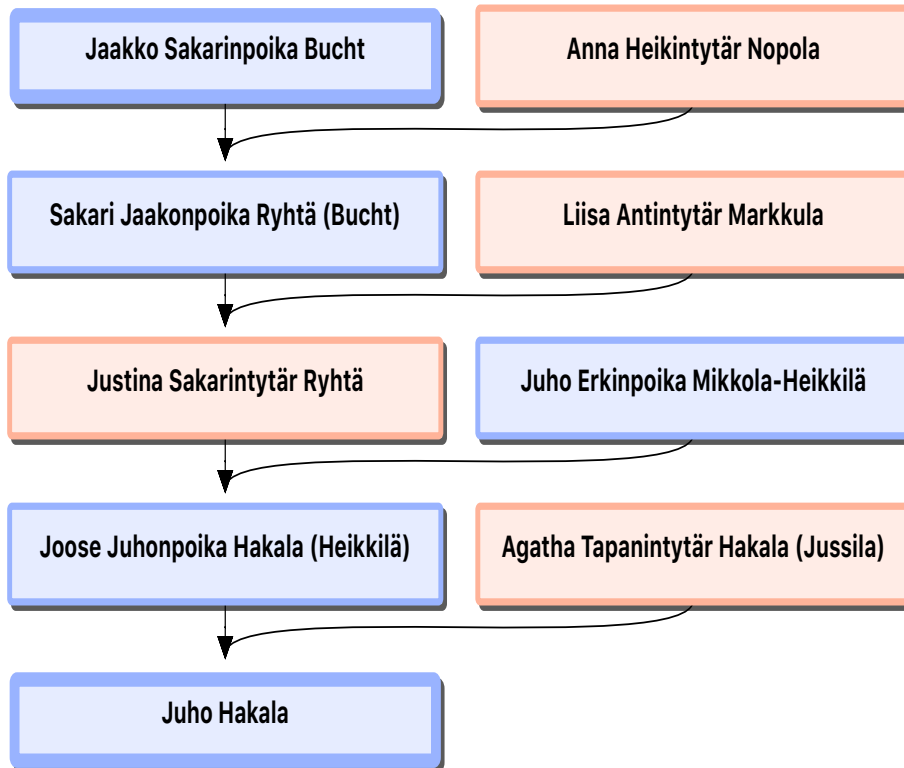 Jaakko Sakarinpoika Bucht
Anna Heikintytär Nopola
Sakari Jaakonpoika Ryhtä (Bucht)
Liisa Antintytär Markkula
Justina Sakarintytär Ryhtä
Juho Erkinpoika Mikkola-Heikkilä
Joose Juhonpoika Hakala (Heikkilä)
Agatha Tapanintytär Hakala (Jussila)
Juho Hakala